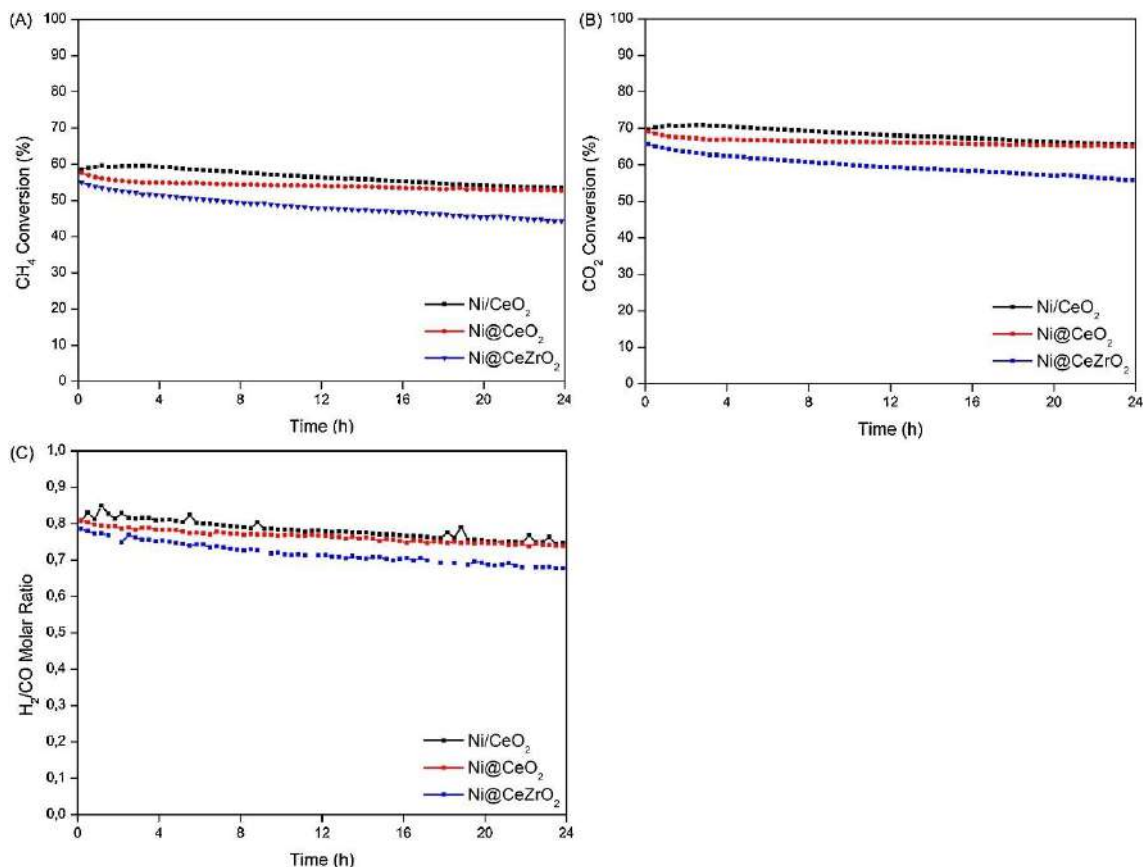 (A)
100
90
80
70
60
50
40
30
20
10
0
CH4 Conversion (%)
Ni/CeO2
Ni@CeO2
Ni@CeZrO2
0 4 8 12 16 20 24
Time (h)
(B)
100
90
80
70
60
50
40
30
20
10
0
CO2 Conversion (%)
Ni/CeO2
Ni@CeO2
Ni@CeZrO2
0 4 8 12 16 20 24
Time (h)
(C)
1,0
0,9
0,8
0,7
0,6
0,5
0,4
0,3
0,2
0,1
0,0
H2/CO Molar Ratio
Ni/CeO2
Ni@CeO2
Ni@CeZrO2
0 4 8 12 16 20 24
Time (h)